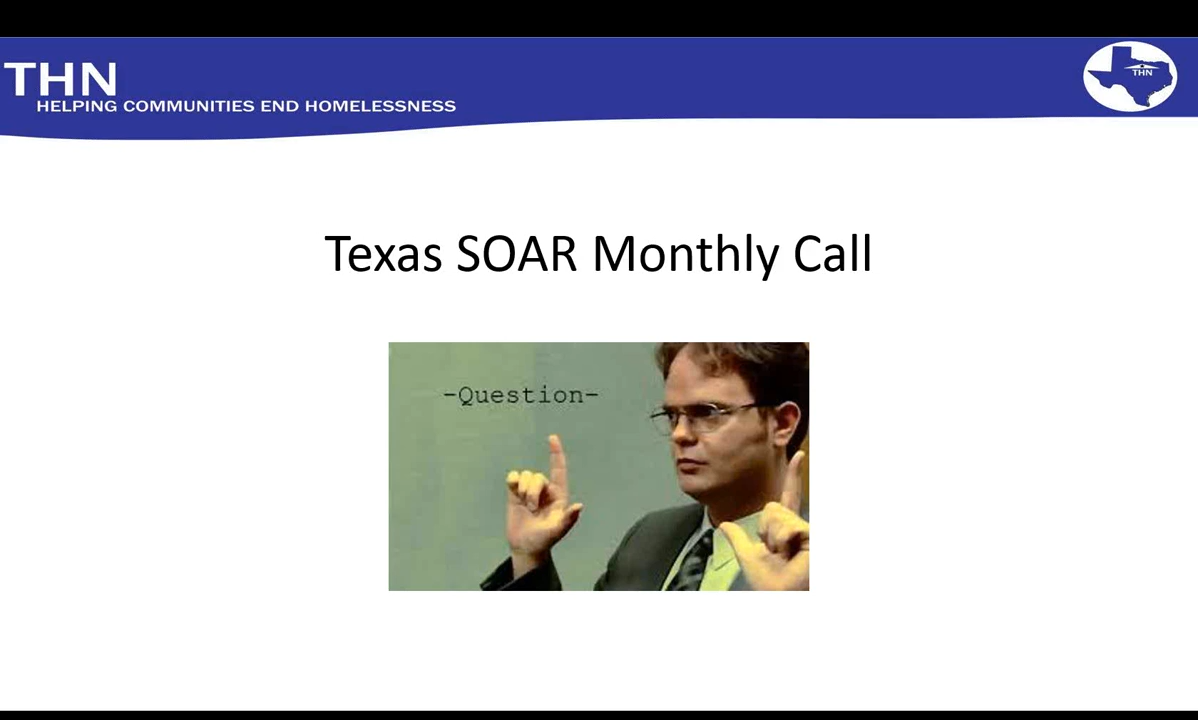 THN
HELPING COMMUNITIES END HOMELESSNESS
THN
Texas SOAR Monthly Call
-Question-